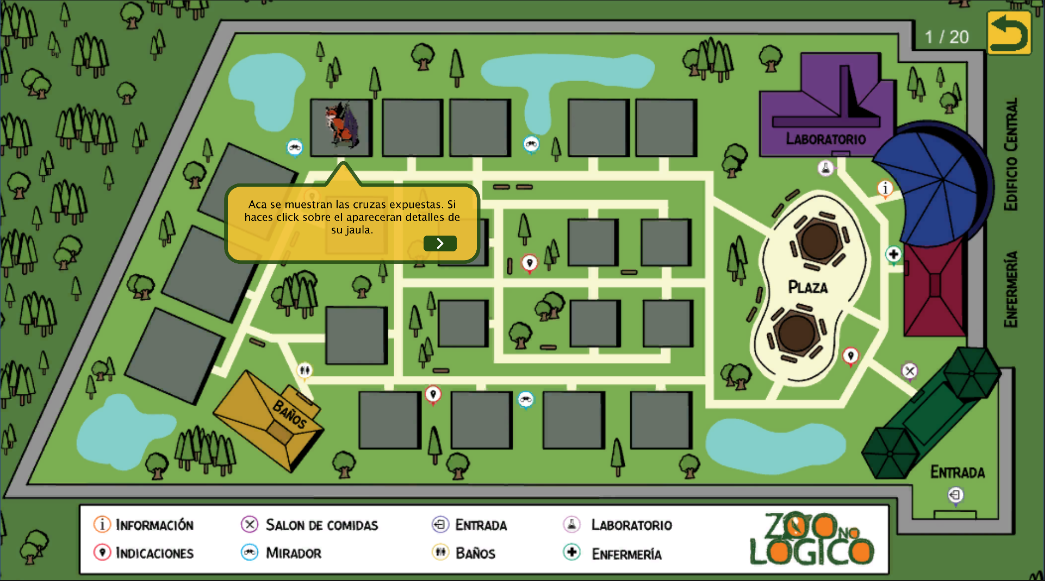 1 / 20
LABORATORIO
EDIFICIO CENTRAL
Aca se muestran las cruzas expuestas. Si
haces click sobre el apareceran detalles de
su jaula.
PLAZA
ENFERMERÍA
BAÑOS
ENTRADA
INFORMACIÓN
SALON DE COMIDAS
ENTRADA
LABORATORIO
INDICACIONES
MIRADOR
BAÑOS
ENFERMERÍA
ZOO NO
LOGICO